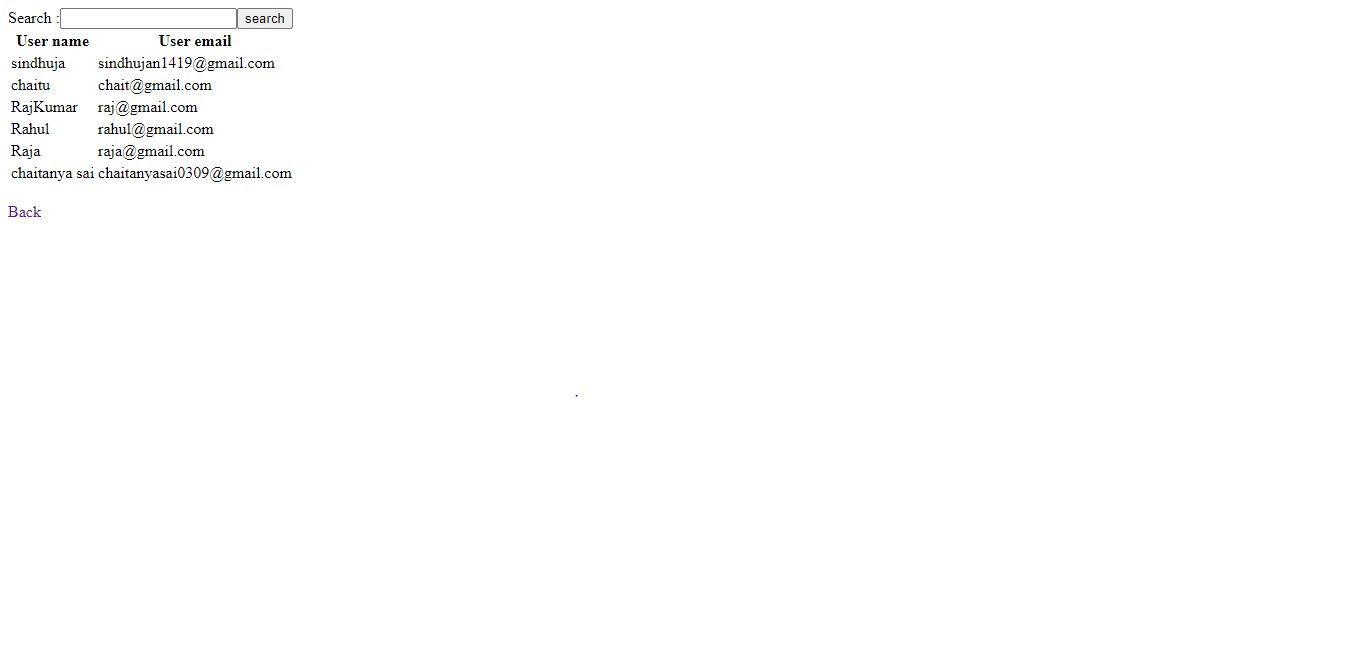 Search : search
User name User email
sindhuja sindhujan1419@gmail.com
chaitu chait@gmail.com
RajKumar raj@gmail.com
Rahul rahul@gmail.com
Raja raja@gmail.com
chaitanya sai chaitanyasai0309@gmail.com
Back